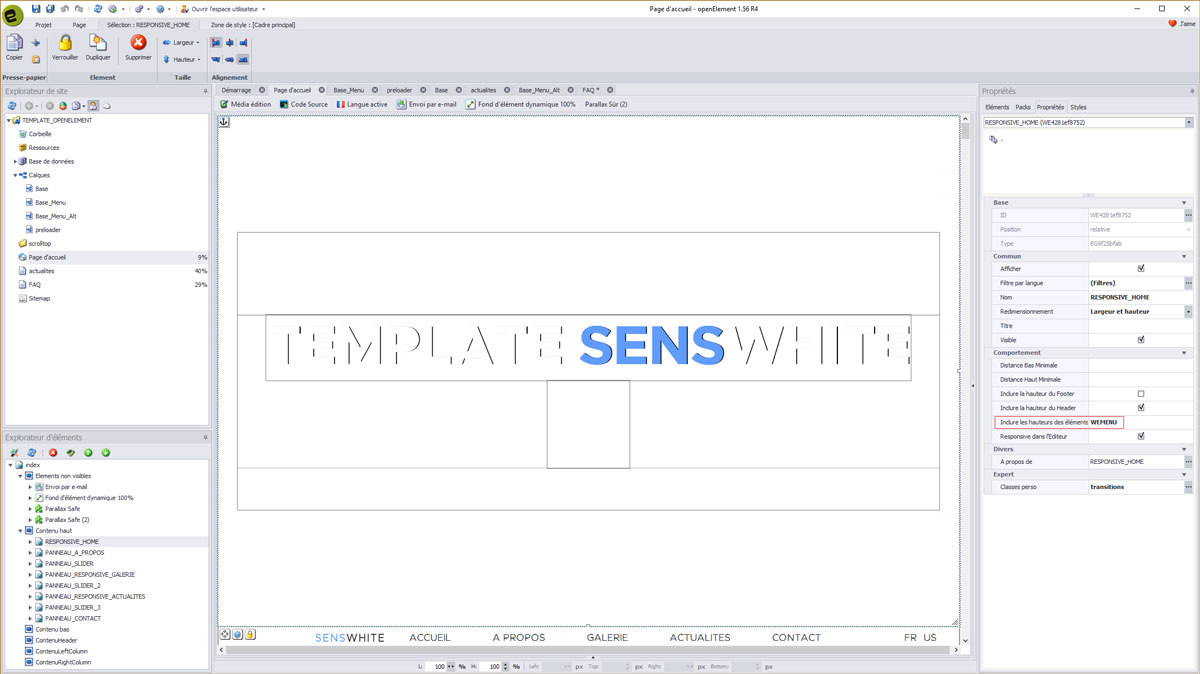 Page d'accueil - openElement 1.56 R4
Ouvrir l'espace utilisateur
J'aime
Projet
Page
Sélection : RESPONSIVE_HOME
Zone de style : [Cadre principal]
Copier
Verrouiller
Dupliquer
Supprimer
Largeur
Hauteur
Presse-papier
Element
Taille
Alignement
Explorateur de site
TEMPLATE_OPENELEMENT
Corbeille
Ressources
Base de données
Calques
Base
Base_Menu
Base_Menu_Alt
preloader
scrolltop
Page d'accueil 9%
actualites 40%
FAQ 29%
Sitemap
Explorateur d'éléments
index
Elements non visibles
Envoi par e-mail
Fond d'élément dynamique 100%
Parallax Safe
Parallax Safe (2)
Contenu haut
RESPONSIVE_HOME
PANNEAU_A_PROPOS
PANNEAU_SLIDER
PANNEAU_RESPONSIVE_GALERIE
PANNEAU_SLIDER_2
PANNEAU_RESPONSIVE_ACTUALITES
PANNEAU_SLIDER_3
PANNEAU_CONTACT
Contenu bas
ContenuHeader
ContenuLeftColumn
ContenuRightColumn
Démarrage
Page d'accueil
Base_Menu
preloader
Base
actualites
Base_Menu_Alt
FAQ *
Média édition
Code Source
Langue active
Envoi par e-mail
Fond d'élément dynamique 100%
Parallax Sûr (2)
TEMPLATE SENSWHITE
SENSWHITE ACCUEIL A PROPOS GALERIE ACTUALITES CONTACT FR US
L: 100 % H: 100 % Left: px Top: px Right: px Bottom: px
Propriétés
Eléments Packs Propriétés Styles
RESPONSIVE_HOME (WE4281ef8752)
Base
ID WE4281ef8752
Position relative
Type EG9f25bfab
Commun
Afficher
Filtre par langue (Filtres)
Nom RESPONSIVE_HOME
Redimensionnement Largeur et hauteur
Titre
Visible
Comportement
Distance Bas Minimale
Distance Haut Minimale
Inclure la hauteur du Footer
Inclure la hauteur du Header
Inclure les hauteurs des éléments WEMENU
Responsive dans l'Editeur
Divers
A propos de RESPONSIVE_HOME
Expert
Classes perso transitions